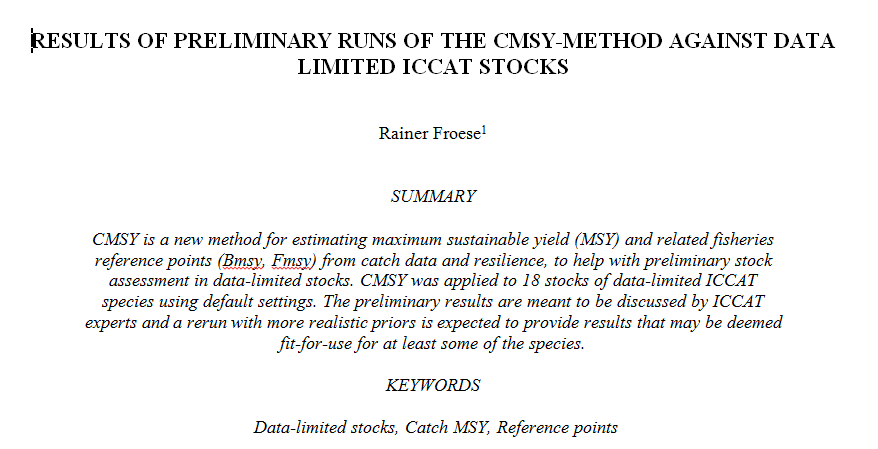 RESULTS OF PRELIMINARY RUNS OF THE CMSY-METHOD AGAINST DATA
LIMITED ICCAT STOCKS
Rainer Froese¹
SUMMARY
CMSY is a new method for estimating maximum sustainable yield (MSY) and related fisheries
reference points (Bmsy, Fmsy) from catch data and resilience, to help with preliminary stock
assessment in data-limited stocks. CMSY was applied to 18 stocks of data-limited ICCAT
species using default settings. The preliminary results are meant to be discussed by ICCAT
experts and a rerun with more realistic priors is expected to provide results that may be deemed
fit-for-use for at least some of the species.
KEYWORDS
Data-limited stocks, Catch MSY, Reference points